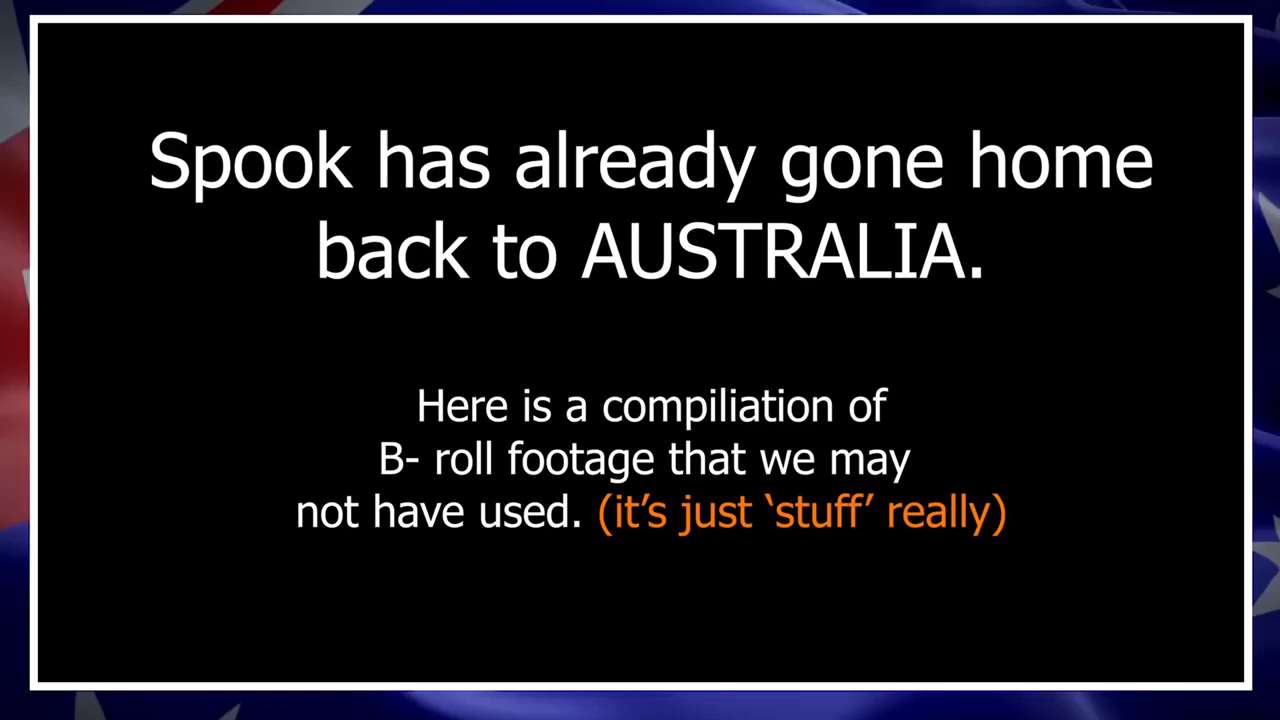 Spook has already gone home
back to AUSTRALIA.
Here is a compiliation of
B- roll footage that we may
not have used. (it's just ‘stuff’ really)